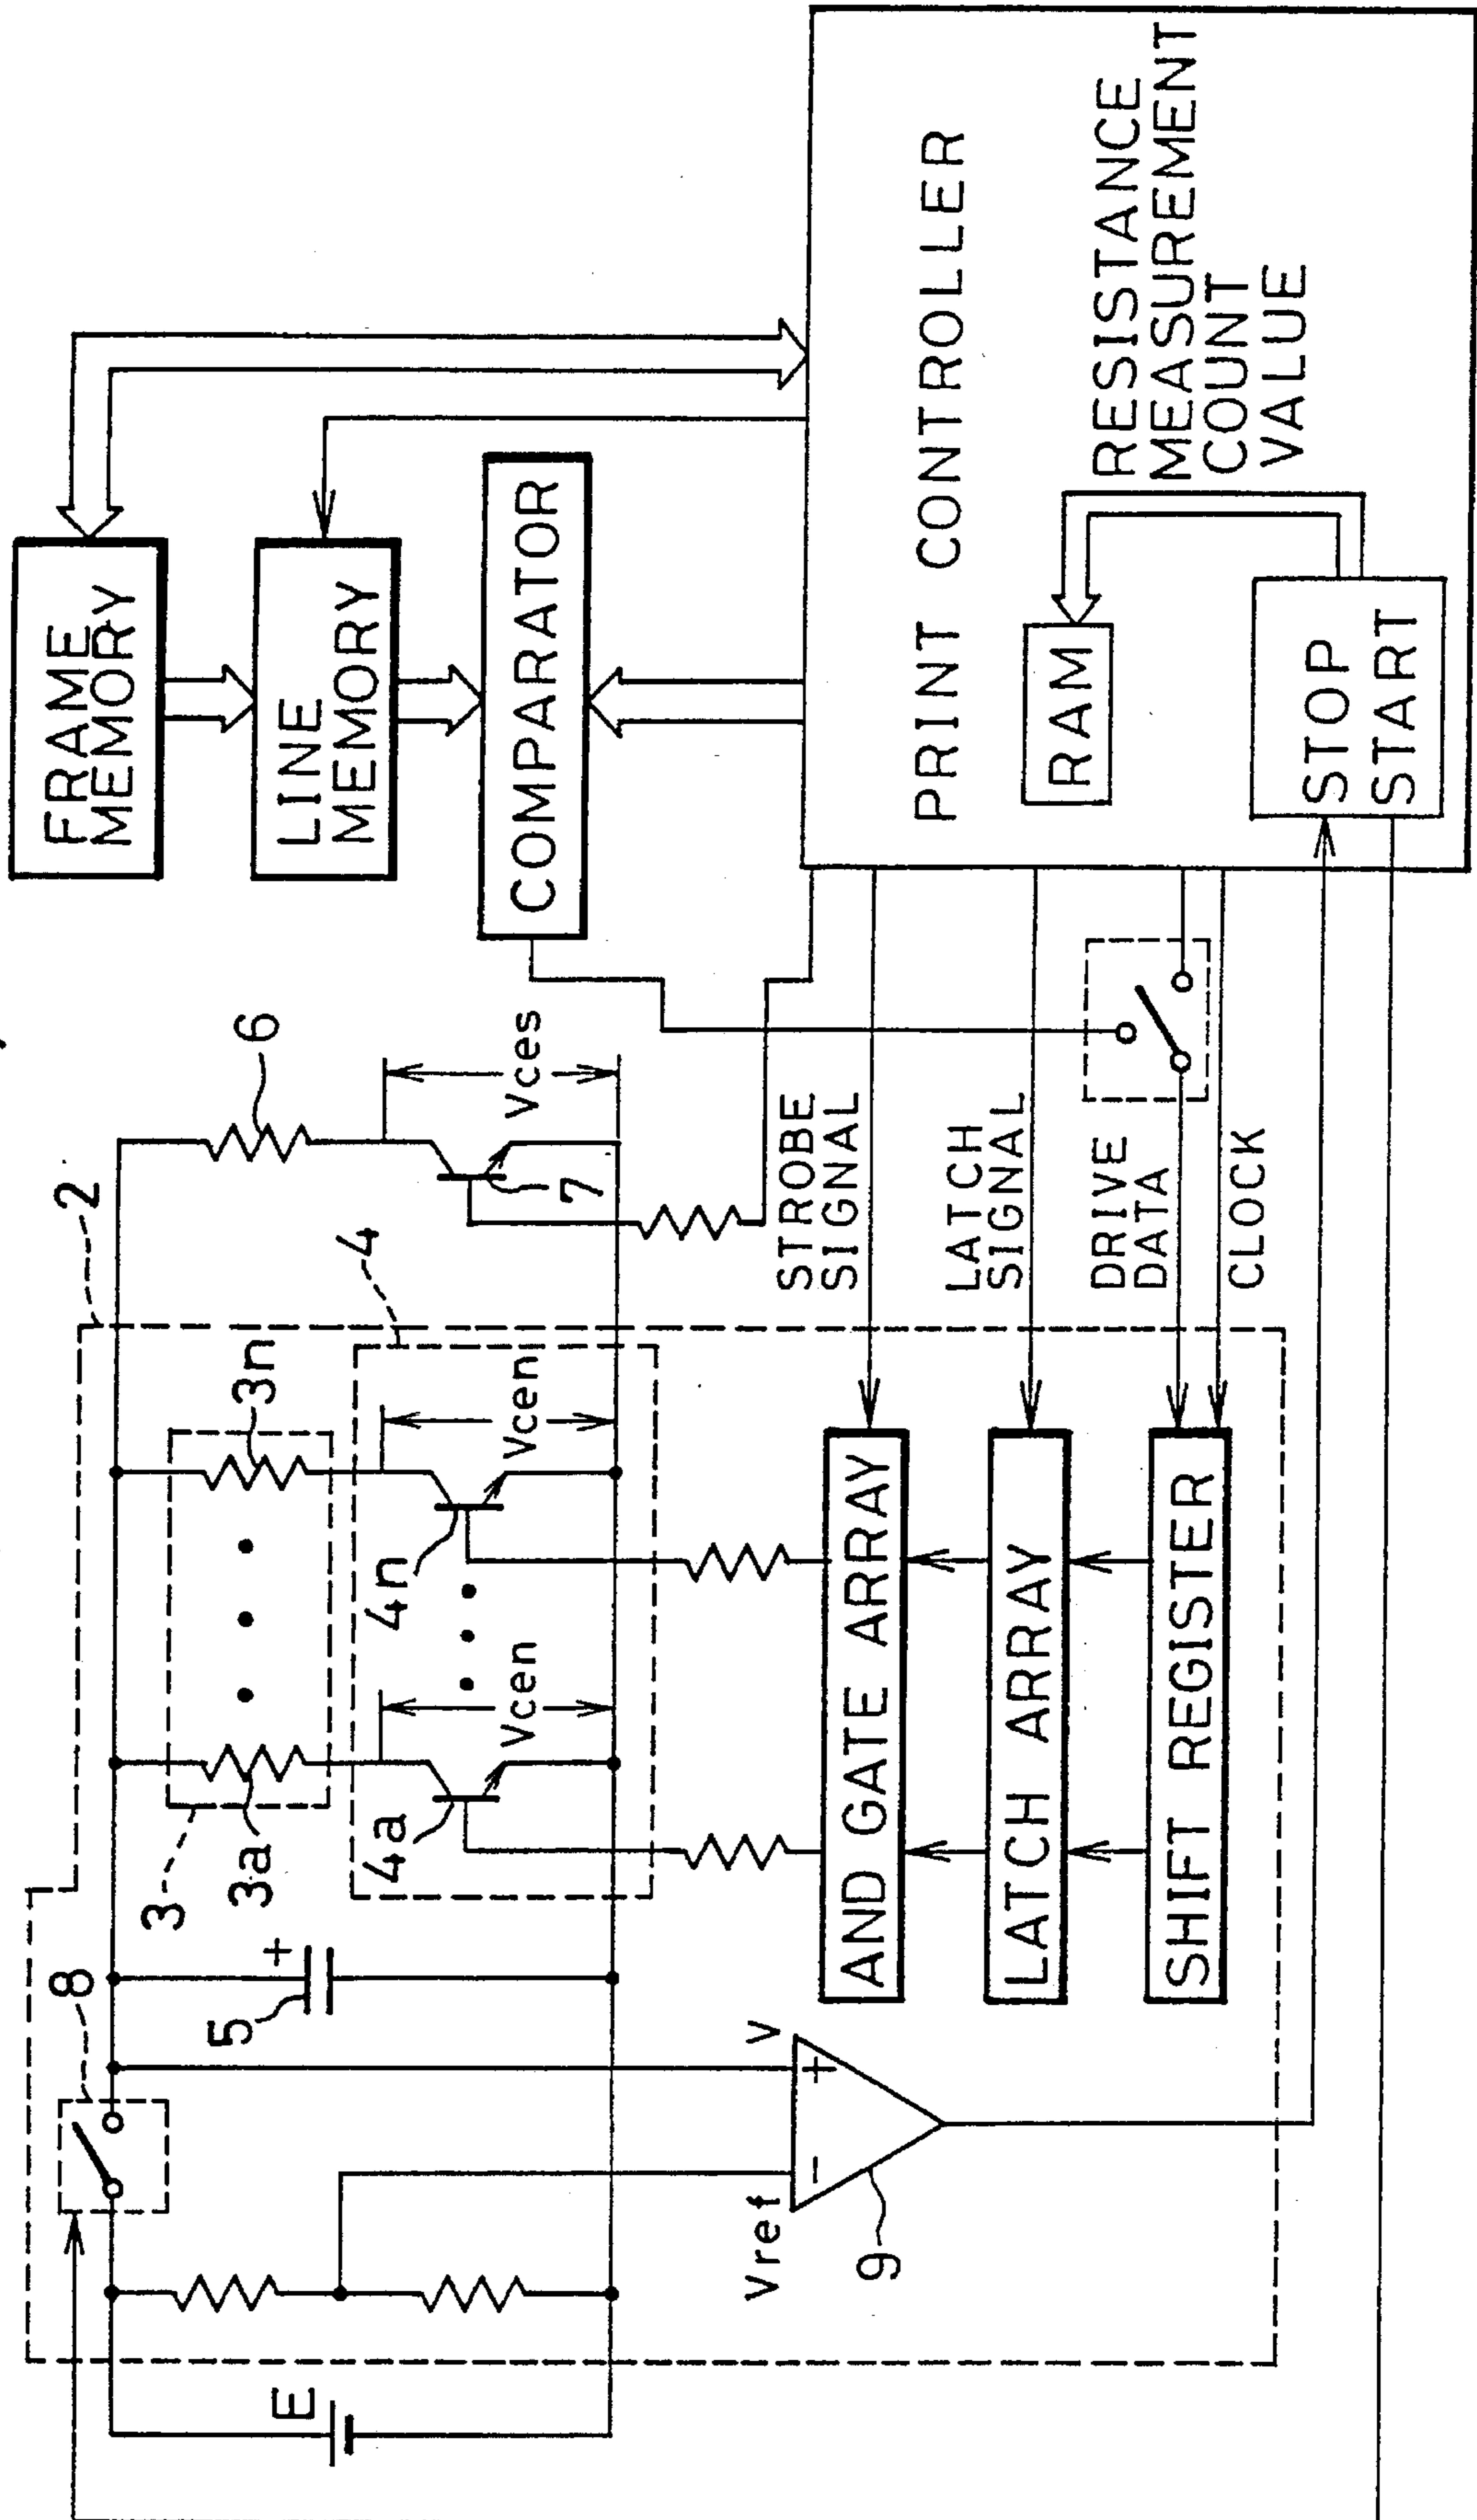 FRAME
MEMORY
LINE
MEMORY
COMPARATOR
PRINT CONTROLLER
RAM
RESISTANCE
MEASUREMENT
COUNT
VALUE
STOP
START
2
6
Vces
7
4
3n
Vcen
4n
3
3a
Vcen
4a
8
+
5
V
+
-
Vref
9
E
STROBE
SIGNAL
LATCH
SIGNAL
DRIVE
DATA
CLOCK
AND GATE ARRAY
LATCH ARRAY
SHIFT REGISTER